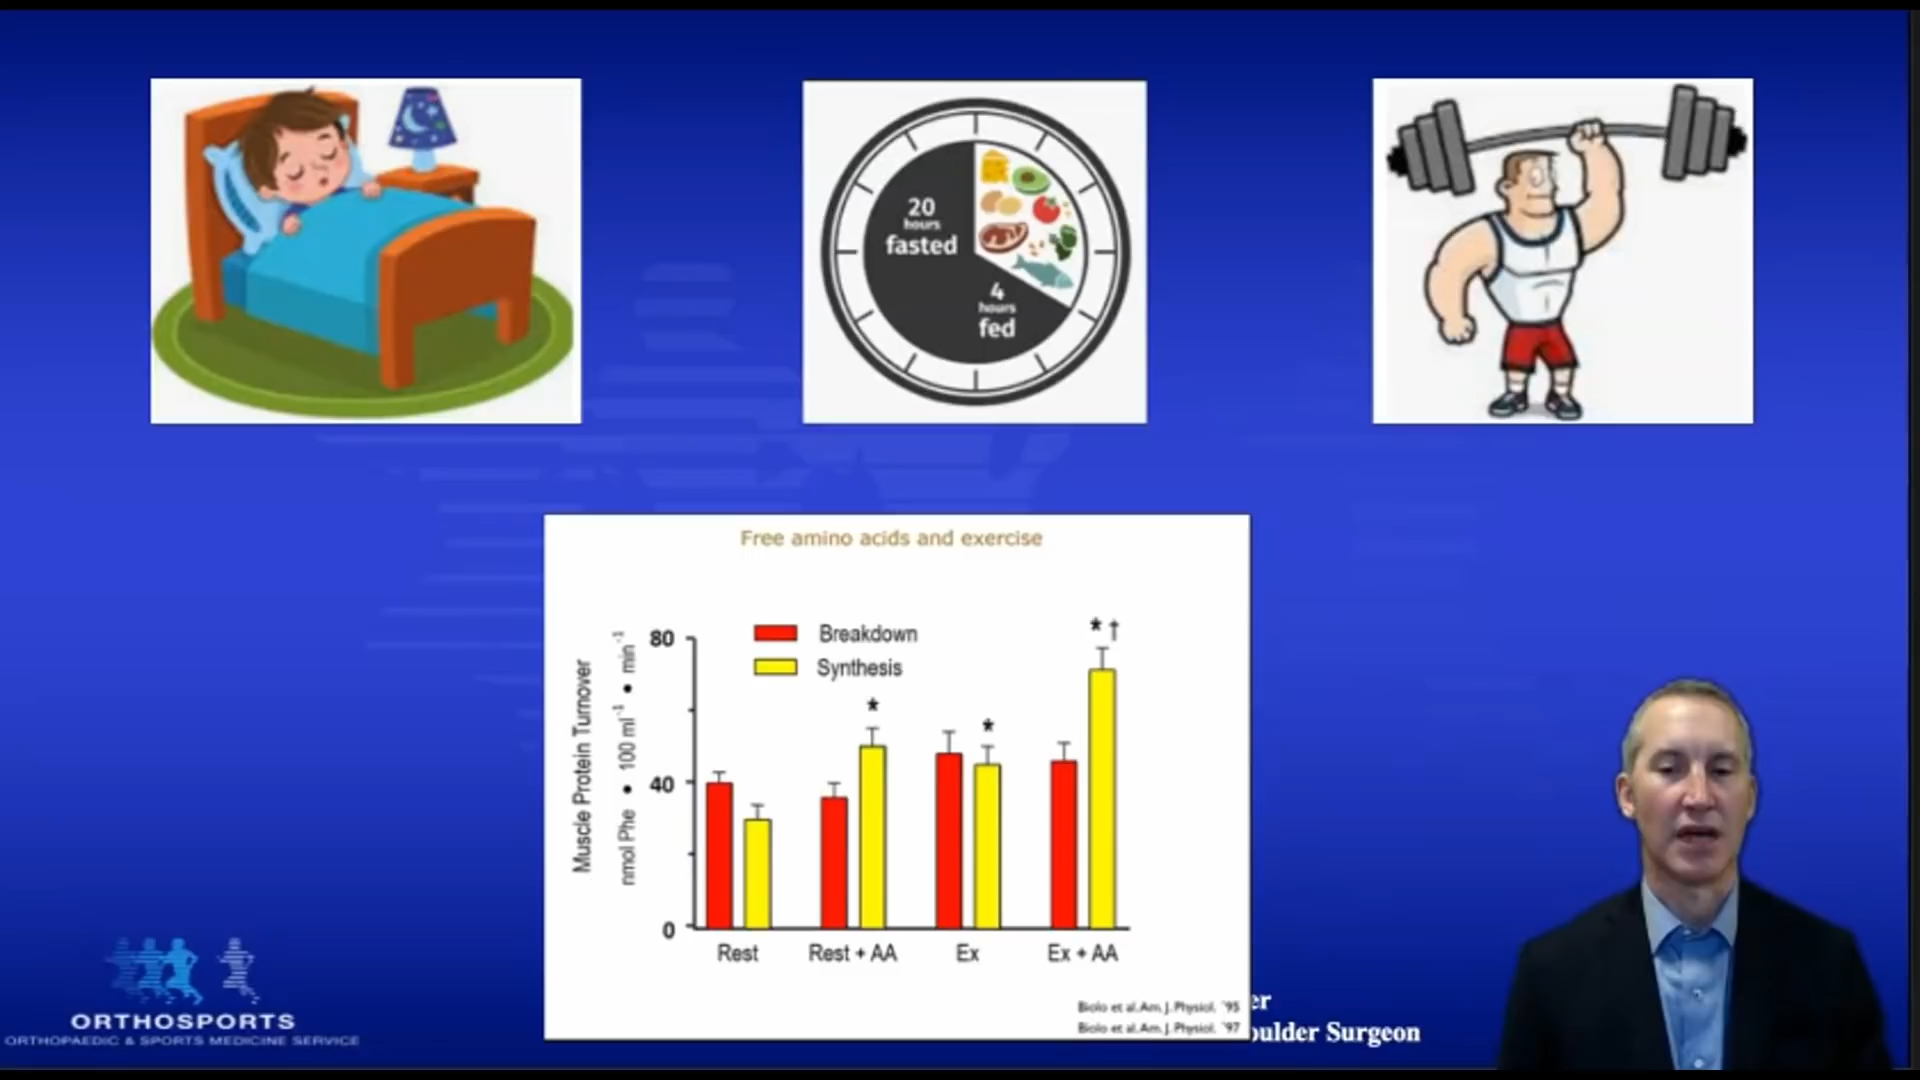 20
hours
fasted
4
hours
fed
Free amino acids and exercise
Muscle Protein Turnover
nmol Phe • 100 ml⁻¹ • min⁻¹
80
40
0
Breakdown
Synthesis
*
*
* †
Rest
Rest + AA
Ex
Ex + AA
Biolo et al. Am. J. Physiol. '95
Biolo et al. Am. J. Physiol. '97
er
oulder Surgeon
ORTHOSPORTS
ORTHOPAEDIC & SPORTS MEDICINE SERVICE